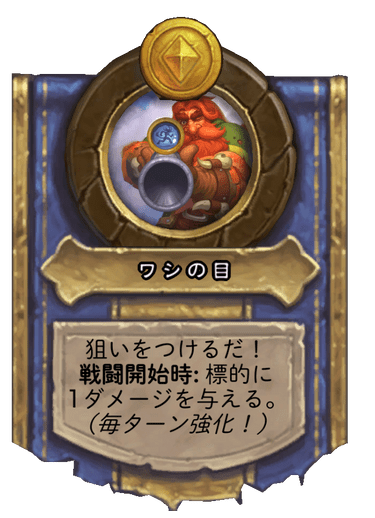 ワシの目
狙いをつけるだ！
戦闘開始時: 標的に
1ダメージを与える。
（毎ターン強化！）